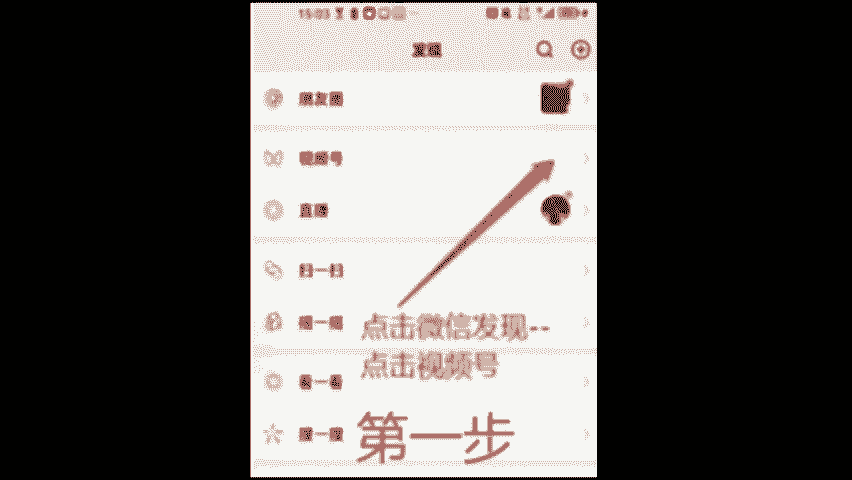 15:03
发现
朋友圈
视频号
直播
扫一扫
摇一摇
看一看
搜一搜
点击微信发现--
点击视频号
第一步